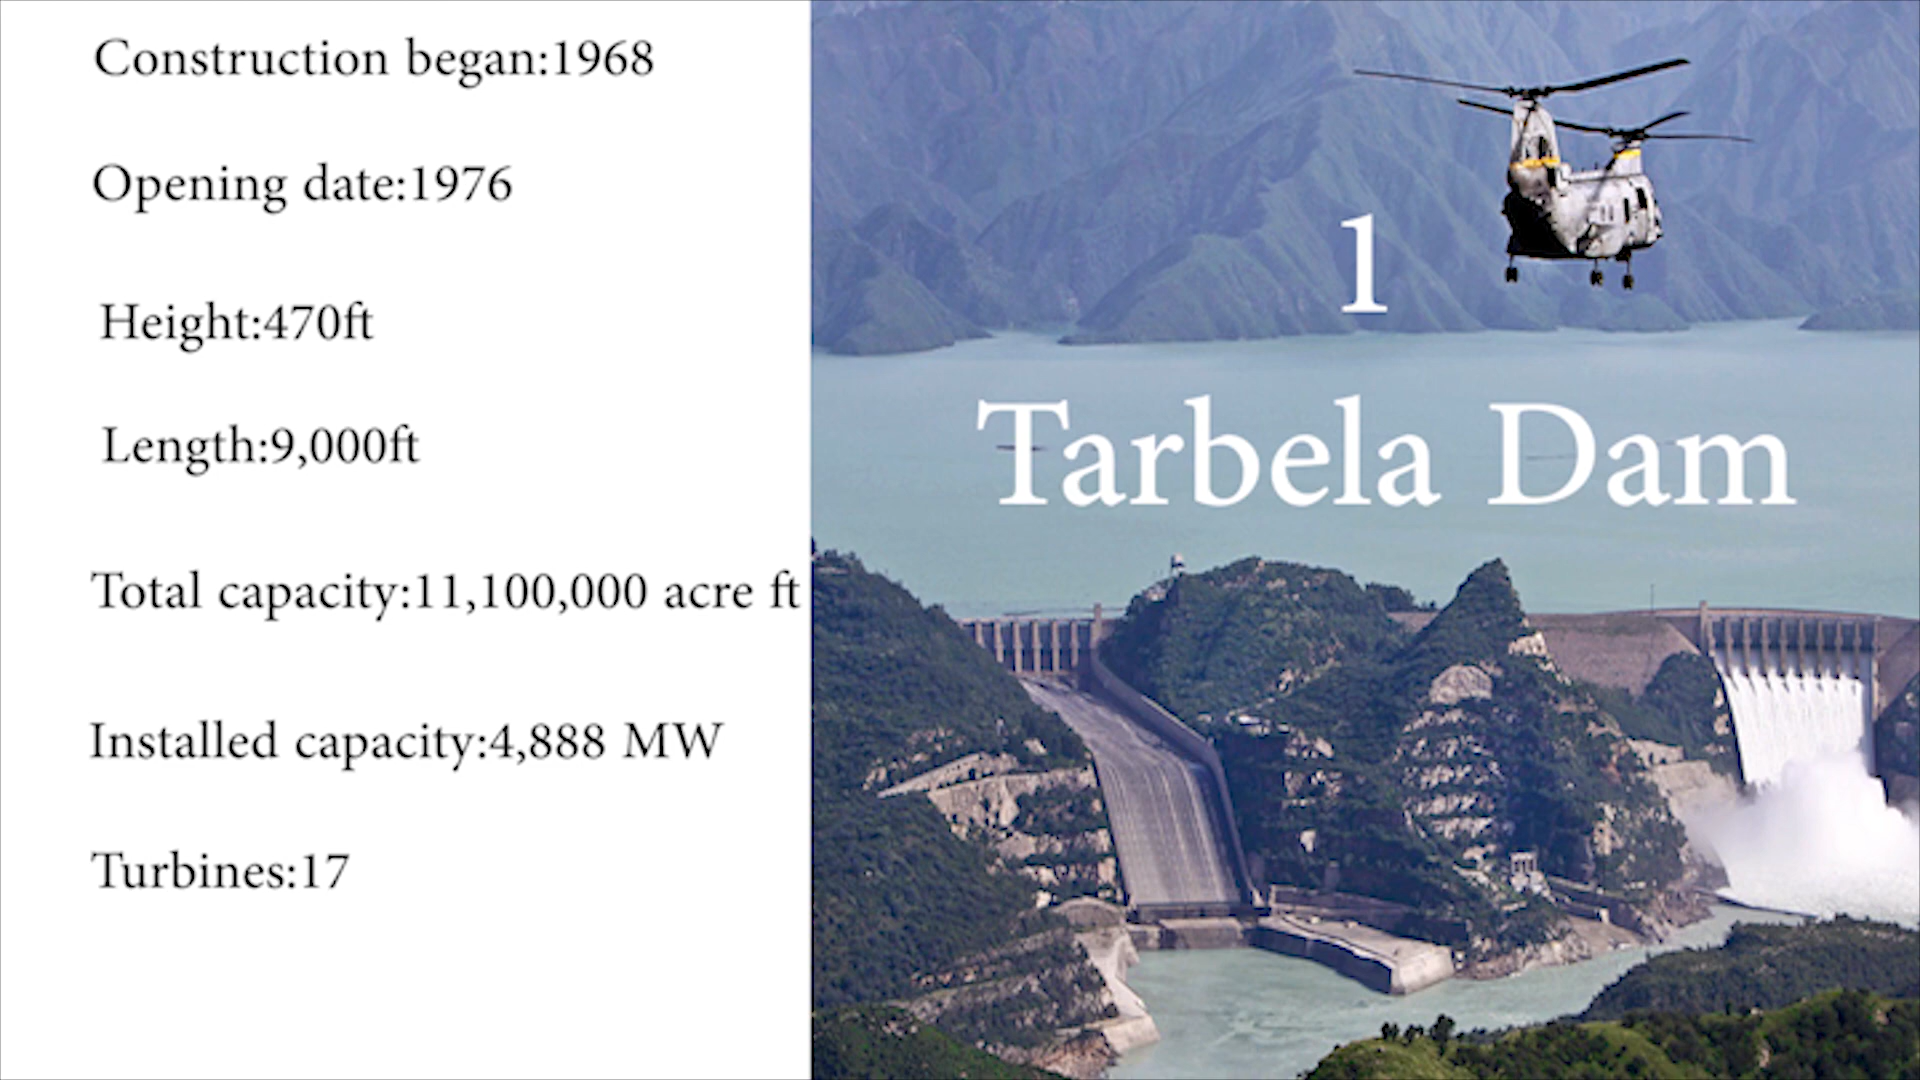 Construction began:1968
Opening date:1976
Height:470ft
Length:9,000ft
Total capacity:11,100,000 acre ft
Installed capacity:4,888 MW
Turbines:17
1
Tarbela Dam